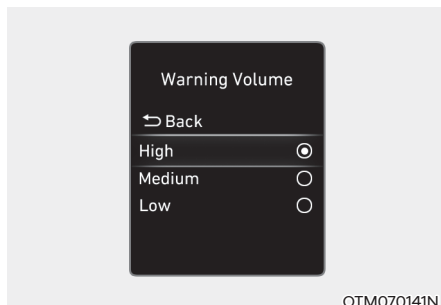 Warning Volume
Back
High
Medium
Low
OTM070141N